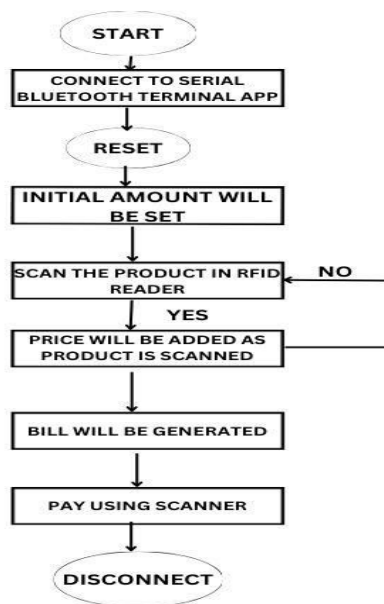 START
CONNECT TO SERIAL
BLUETOOTH TERMINAL APP
RESET
INITIAL AMOUNT WILL
BE SET
SCAN THE PRODUCT IN RFID
READER
NO
YES
PRICE WILL BE ADDED AS
PRODUCT IS SCANNED
BILL WILL BE GENERATED
PAY USING SCANNER
DISCONNECT